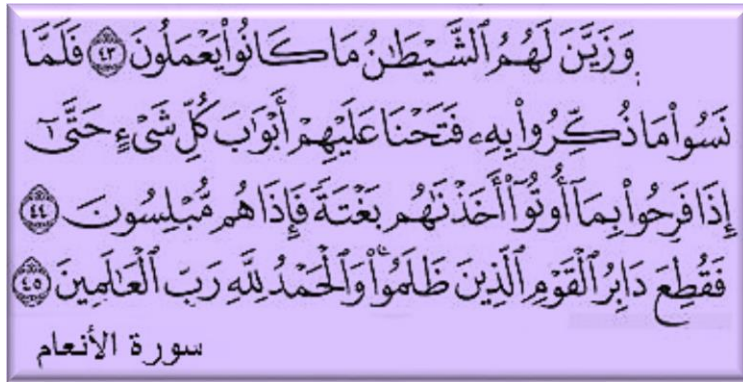 وَزَيَّنَ لَهُمُ ٱلشَّيْطَٰنُ مَا كَانُوا۟ يَعْمَلُونَ ٤٣ فَلَمَّا
نَسُوا۟ مَا ذُكِّرُوا۟ بِهِۦ فَتَحْنَا عَلَيْهِمْ أَبْوَٰبَ كُلِّ شَىْءٍ حَتَّىٰٓ
إِذَا فَرِحُوا۟ بِمَآ أُوتُوٓا۟ أَخَذْنَٰهُم بَغْتَةً فَإِذَا هُم مُّبْلِسُونَ ٤٤
فَقُطِعَ دَابِرُ ٱلْقَوْمِ ٱلَّذِينَ ظَلَمُوا۟ۚ وَٱلْحَمْدُ لِلَّهِ رَبِّ ٱلْعَٰلَمِينَ ٤٥
سورة الأنعام